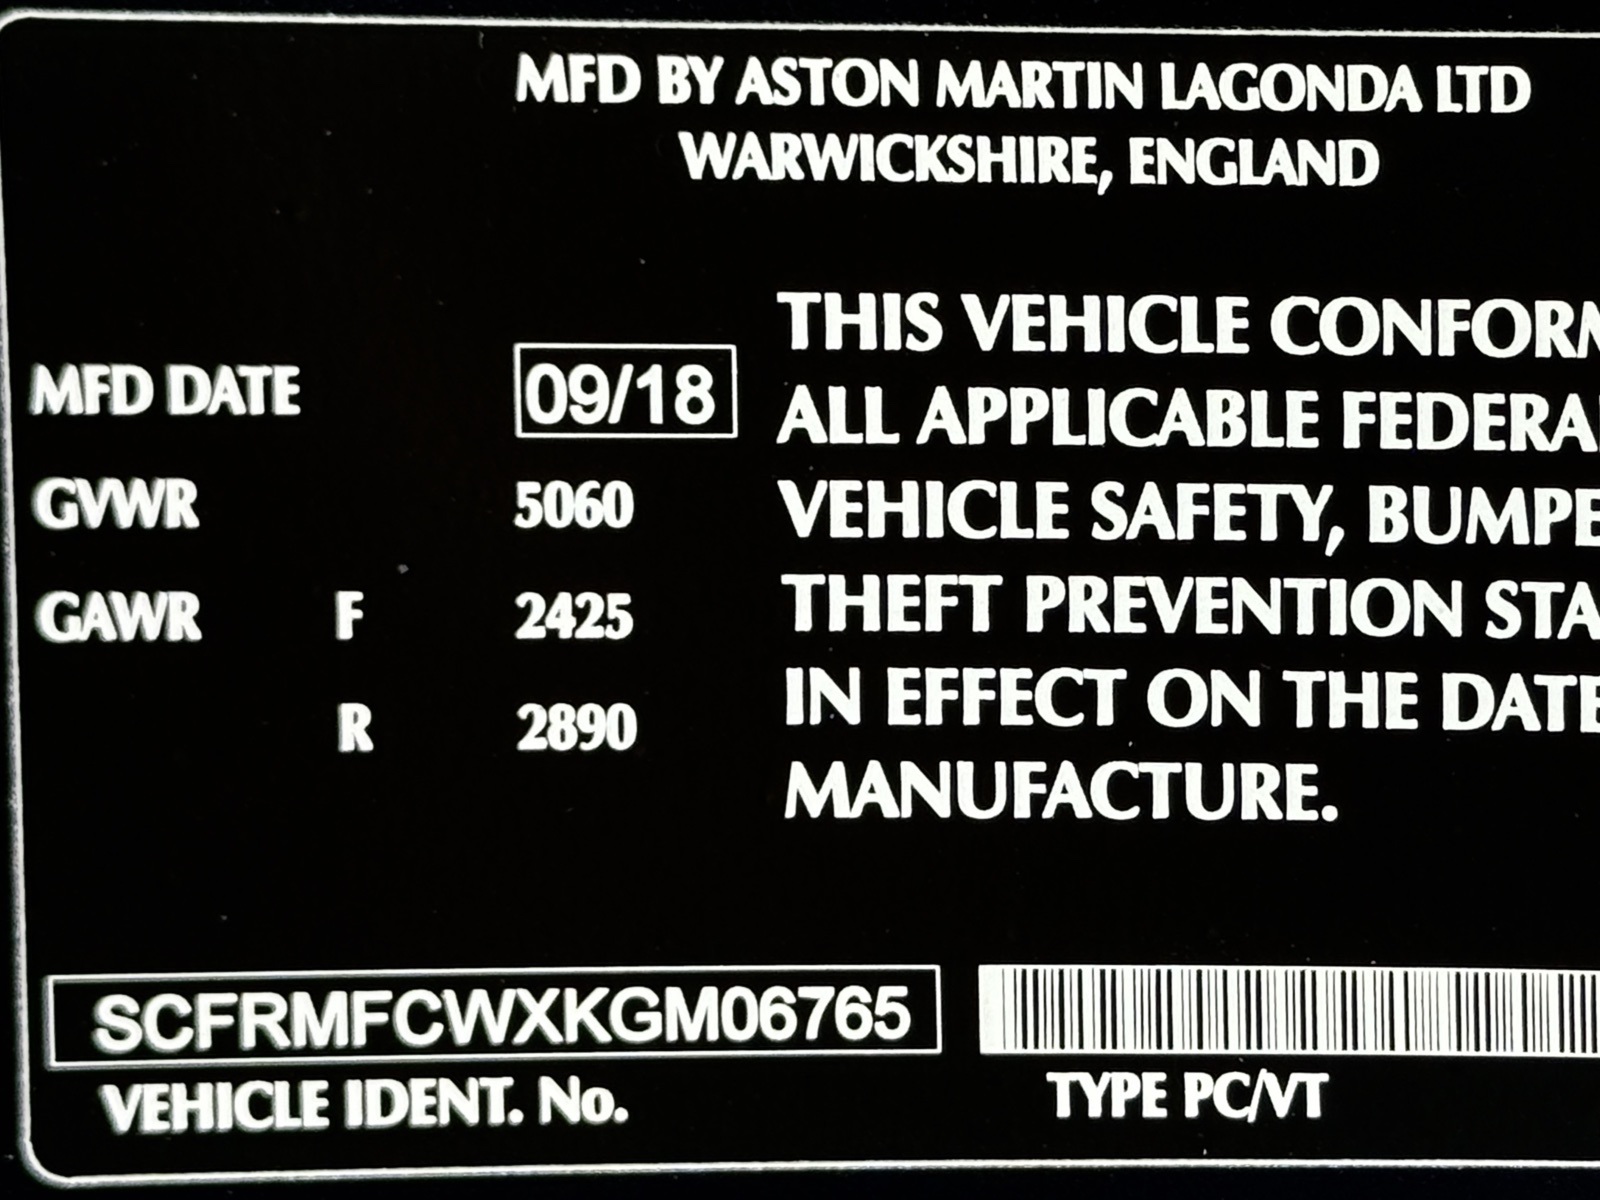 MFD BY ASTON MARTIN LAGONDA LTD
WARWICKSHIRE, ENGLAND
THIS VEHICLE CONFORM
ALL APPLICABLE FEDERA
VEHICLE SAFETY, BUMPE
THEFT PREVENTION STA
IN EFFECT ON THE DATE
MANUFACTURE.
MFD DATE 09/18
GVWR 5060
GAWR F 2425
R 2890
SCFRMFCWXKGM06765
VEHICLE IDENT. No.
TYPE PC/VT